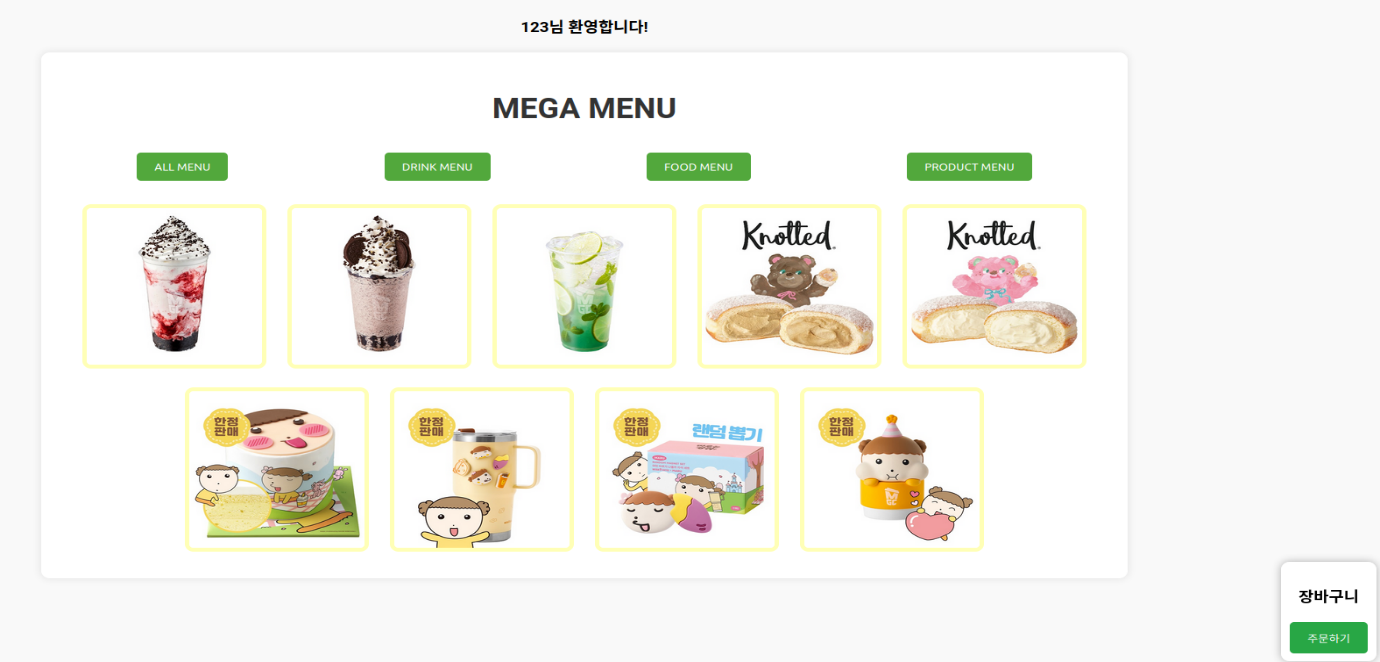 123님 환영합니다!
MEGA MENU
ALL MENU
DRINK MENU
FOOD MENU
PRODUCT MENU
Knotted
Knotted
한정
판매
한정
판매
한정
판매
랜덤 뽑기
한정
판매
장바구니
주문하기